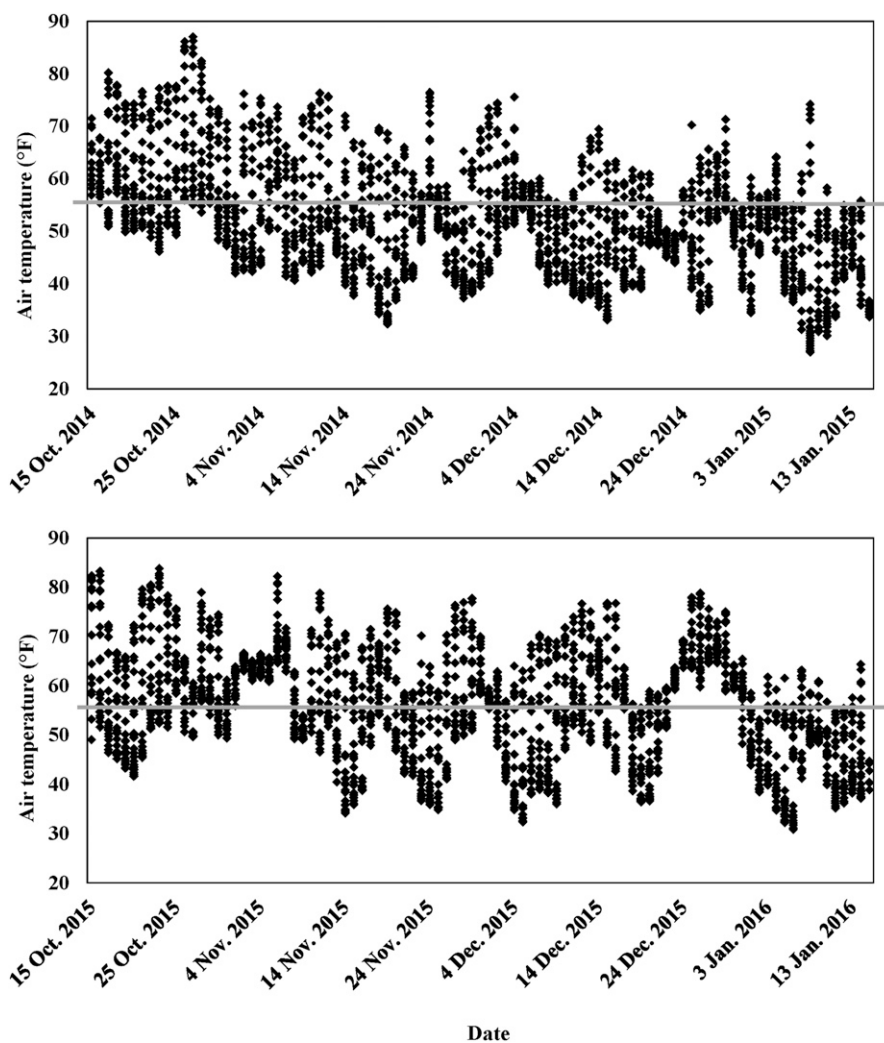 90
80
70
60
50
40
30
20
Air temperature (°F)
15 Oct. 2014
25 Oct. 2014
4 Nov. 2014
14 Nov. 2014
24 Nov. 2014
4 Dec. 2014
14 Dec. 2014
24 Dec. 2014
3 Jan. 2015
13 Jan. 2015
90
80
70
60
50
40
30
20
Air temperature (°F)
15 Oct. 2015
25 Oct. 2015
4 Nov. 2015
14 Nov. 2015
24 Nov. 2015
4 Dec. 2015
14 Dec. 2015
24 Dec. 2015
3 Jan. 2016
13 Jan. 2016
Date